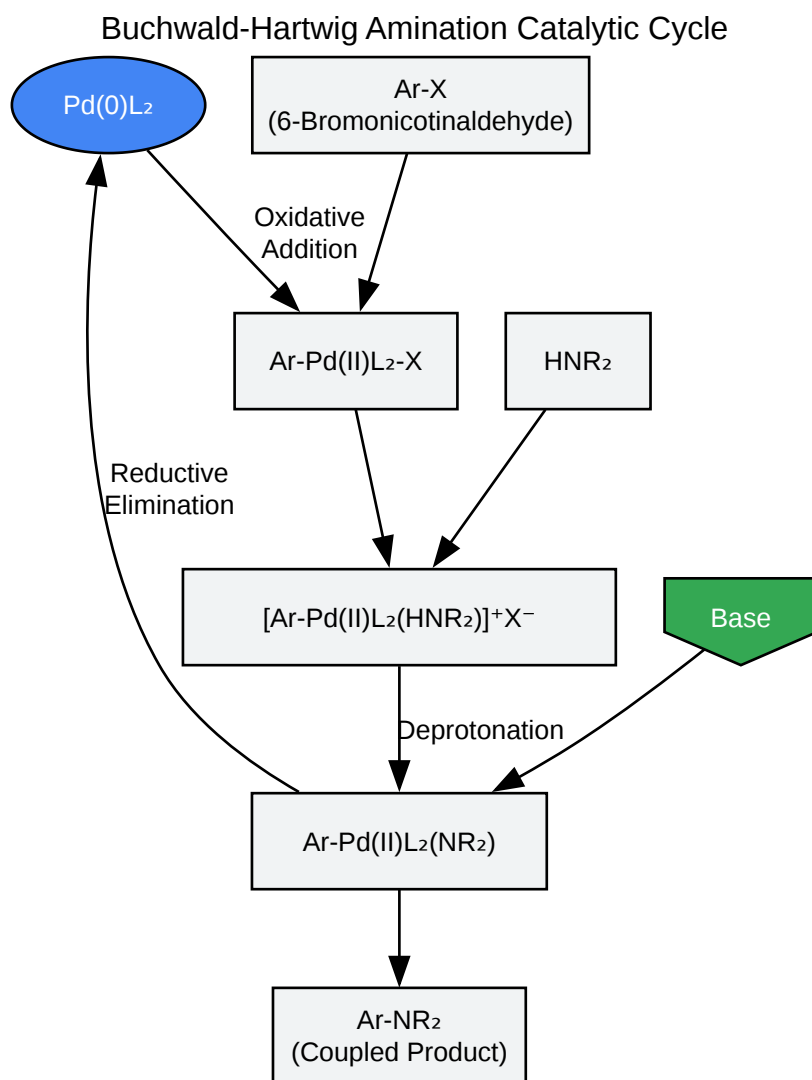 Buchwald-Hartwig Amination Catalytic Cycle
Pd(0)L₂
Ar-X
(6-Bromonicotinaldehyde)
Oxidative
Addition
Ar-Pd(II)L₂-X
HNR₂
Reductive
Elimination
[Ar-Pd(II)L₂(HNR₂)]⁺X⁻
Base
Deprotonation
Ar-Pd(II)L₂(NR₂)
Ar-NR₂
(Coupled Product)